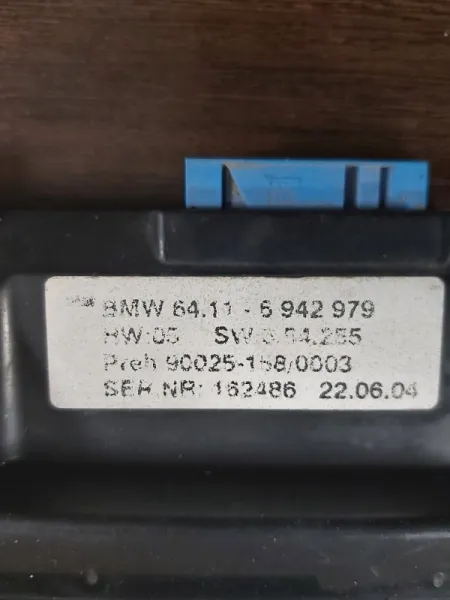 BMW 64.11 - 6 942 979
HW:05 SW:3.54.255
Preh 90025-158/0003
SER.NR: 162486 22.06.04